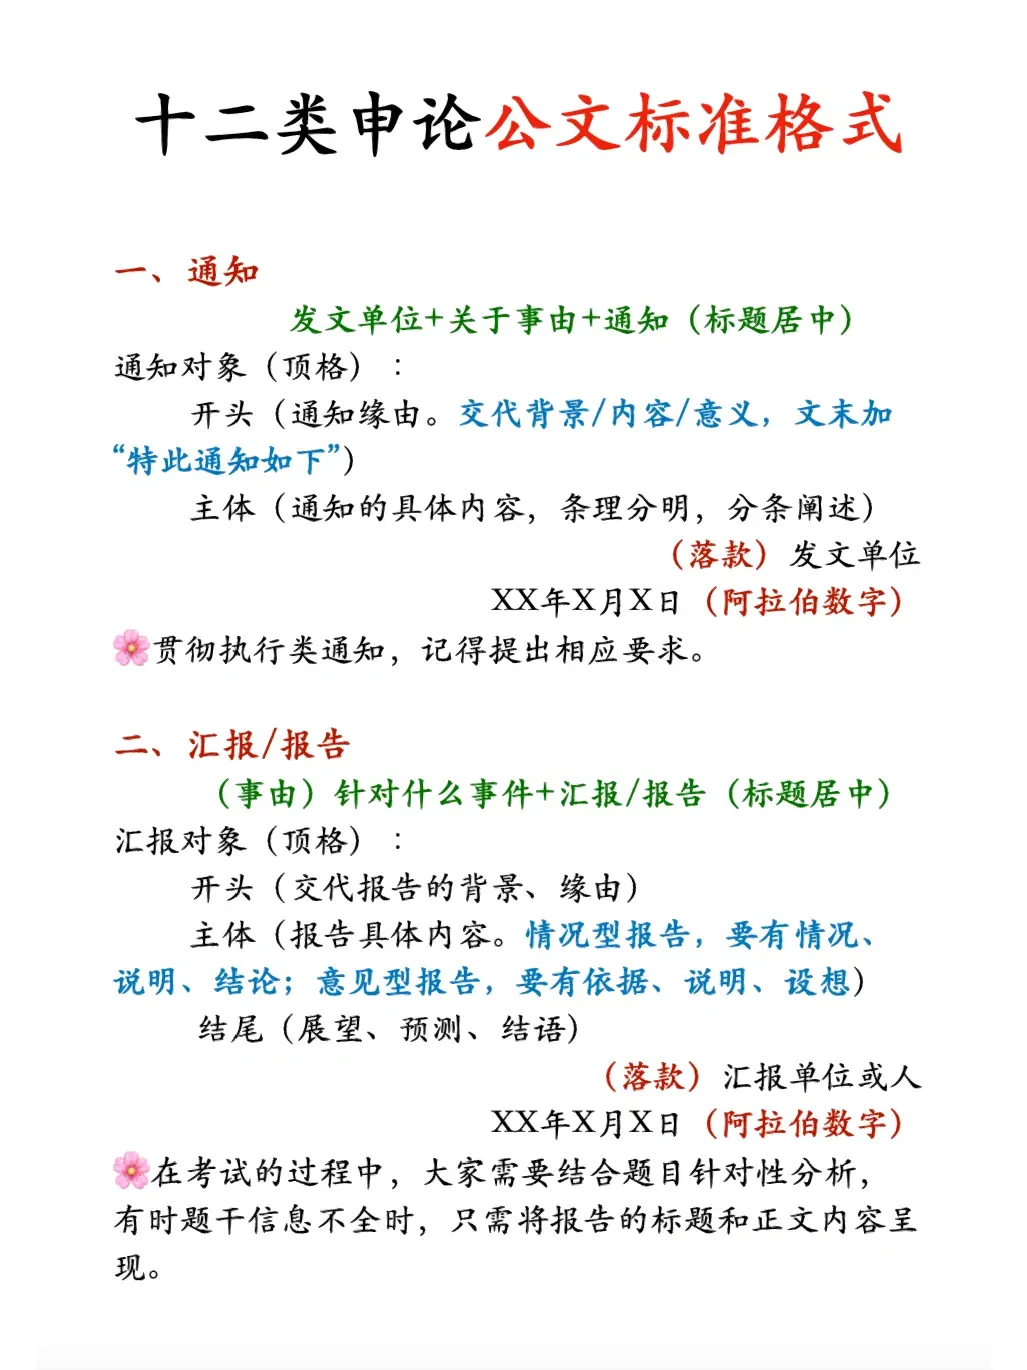 十二类申论公文标准格式
一、通知
发文单位+关于事由+通知（标题居中）
通知对象（顶格）：
开头（通知缘由。交代背景/内容/意义，文末加
“特此通知如下”）
主体（通知的具体内容，条理分明，分条阐述）
（落款）发文单位
XX年X月X日（阿拉伯数字）
🌸贯彻执行类通知，记得提出相应要求。
二、汇报/报告
（事由）针对什么事件+汇报/报告（标题居中）
汇报对象（顶格）：
开头（交代报告的背景、缘由）
主体（报告具体内容。情况型报告，要有情况、
说明、结论；意见型报告，要有依据、说明、设想）
结尾（展望、预测、结语）
（落款）汇报单位或人
XX年X月X日（阿拉伯数字）
🌸在考试的过程中，大家需要结合题目针对性分析，
有时题干信息不全时，只需将报告的标题和正文内容呈
现。